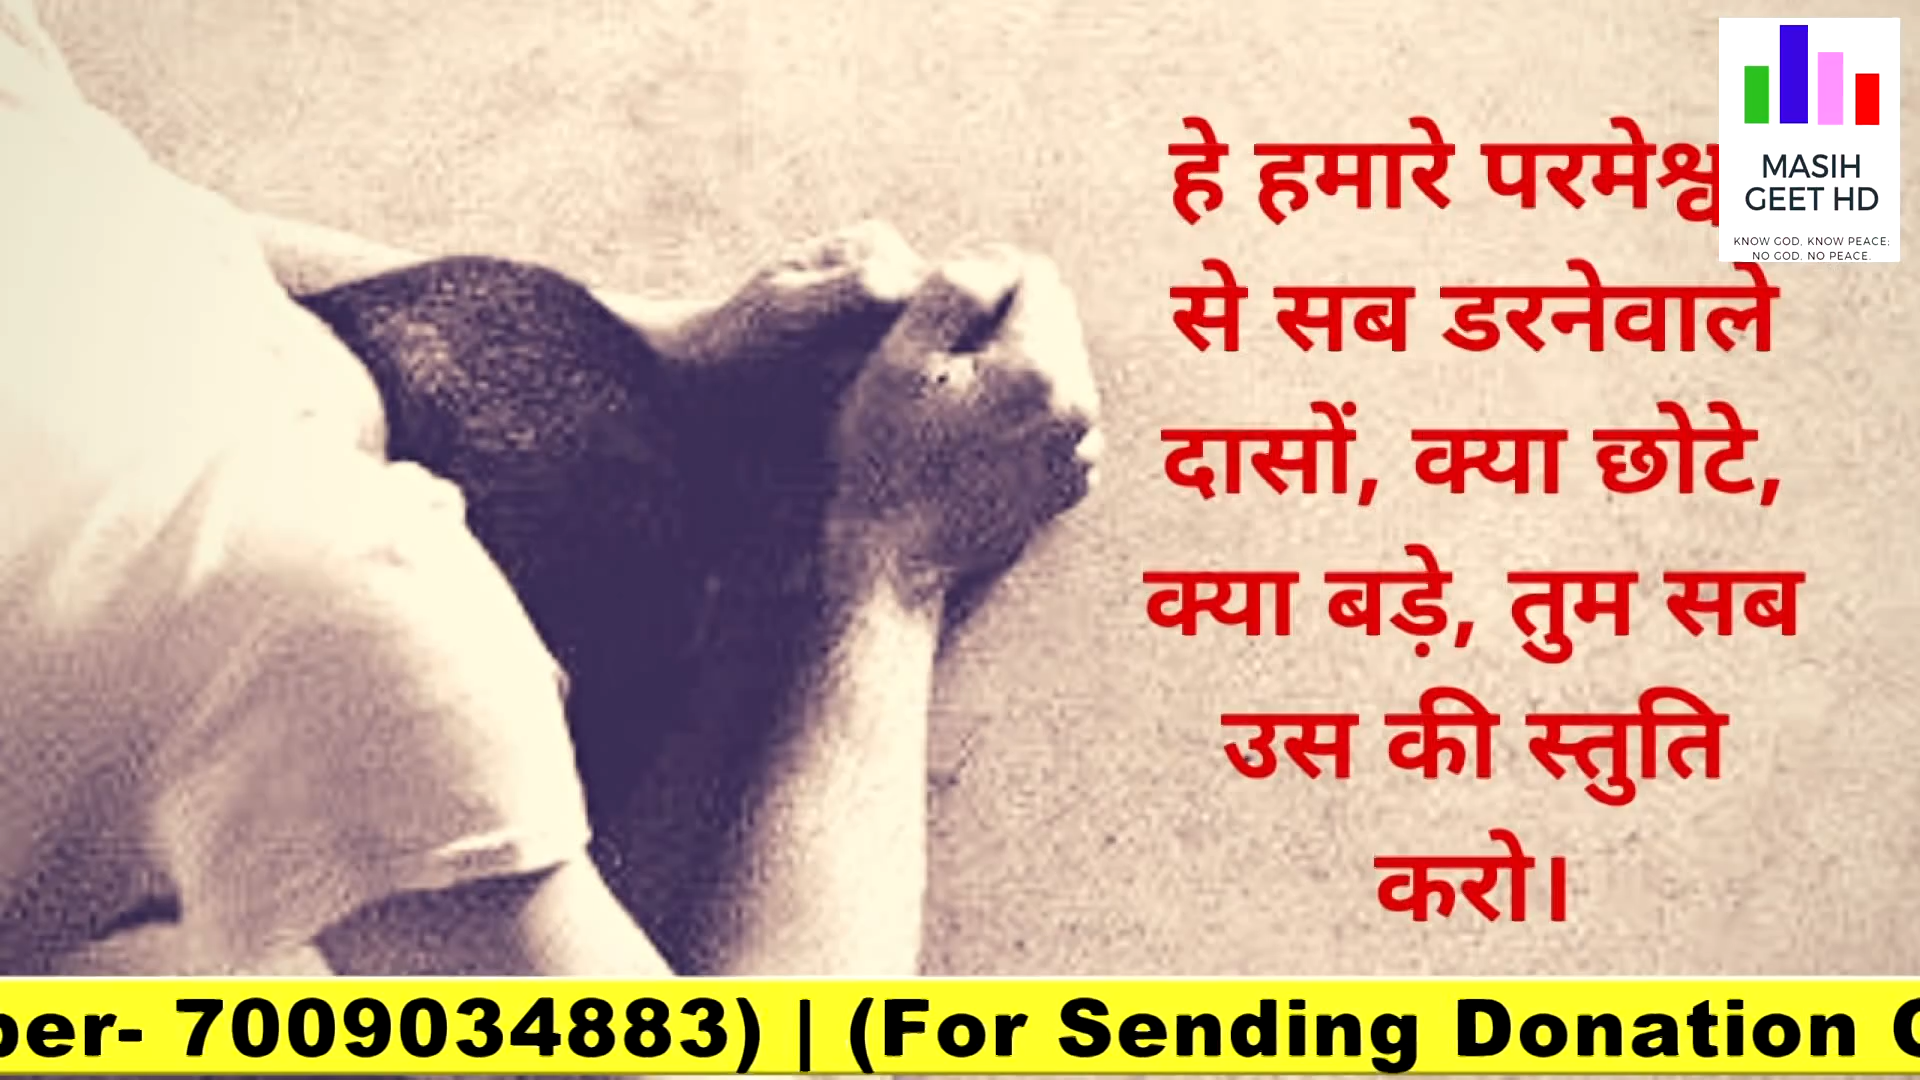 हे हमारे परमेश्व
से सब डरनेवाले
दासों, क्या छोटे,
क्या बड़े, तुम सब
उस की स्तुति
करो।
MASIH
GEET HD
KNOW GOD, KNOW PEACE;
NO GOD, NO PEACE.
ber- 7009034883) | (For Sending Donation